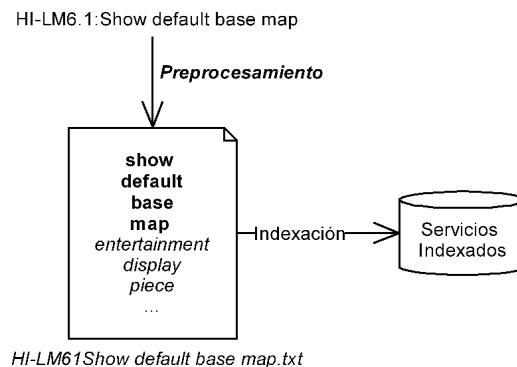 HI-LM6.1:Show default base map
Preprocesamiento
show
default
base
map
entertainment
display
piece
...
Indexación
Servicios
Indexados
HI-LM61Show default base map.txt